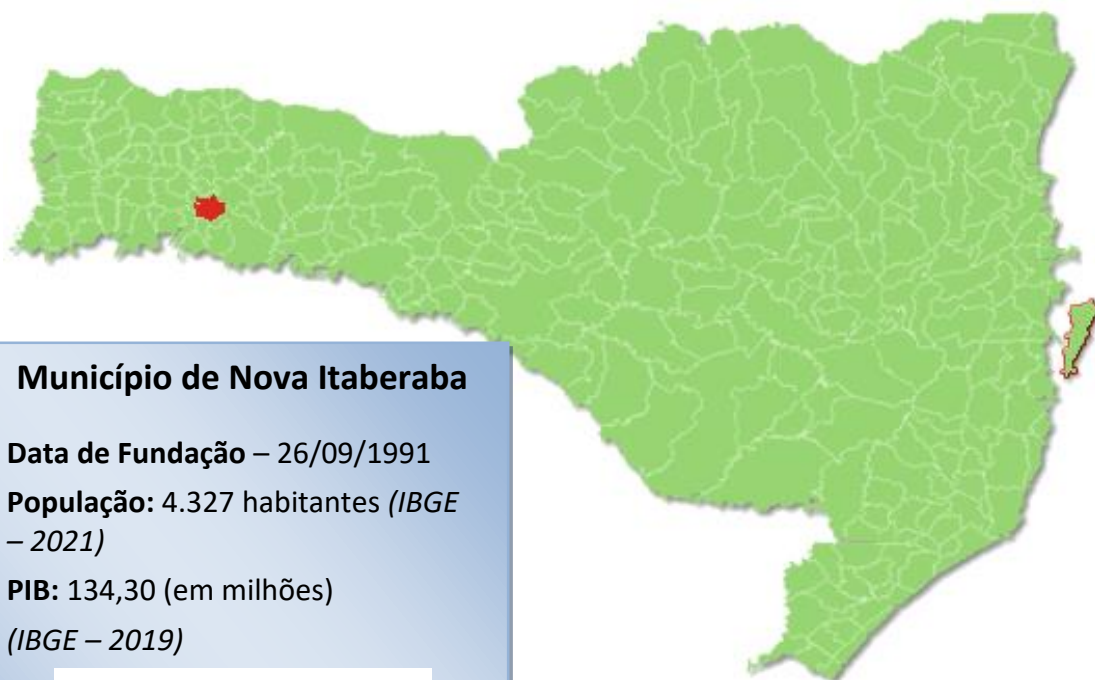 Município de Nova Itaberaba
Data de Fundação – 26/09/1991
População: 4.327 habitantes (IBGE
– 2021)
PIB: 134,30 (em milhões)
(IBGE – 2019)